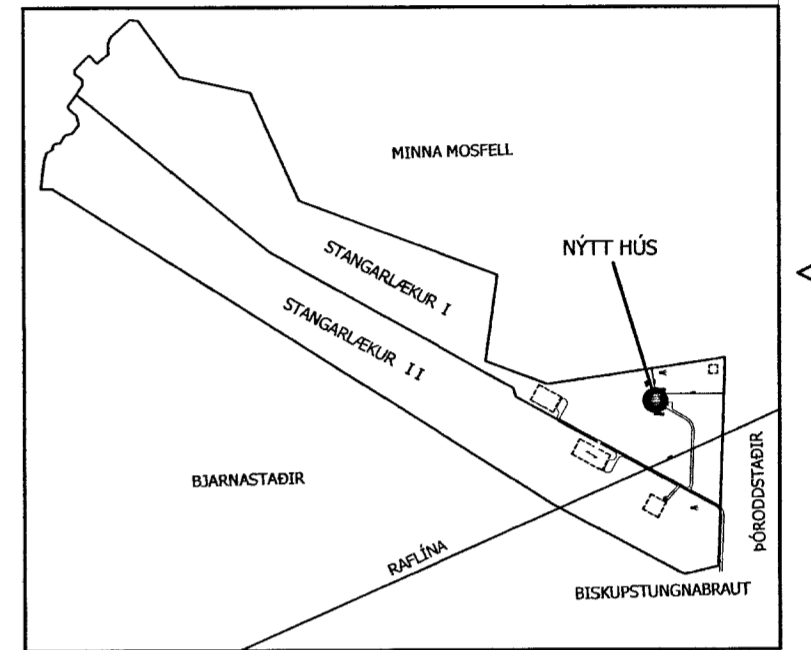 MINNA MOSFELL
NÝTT HÚS
STANGARLÆKUR I
STANGARLÆKUR II
BJARNASTAÐIR
ÞÓRODDSTAÐIR
RAFLÍNA
BISKUPSTUNGNABRAUT